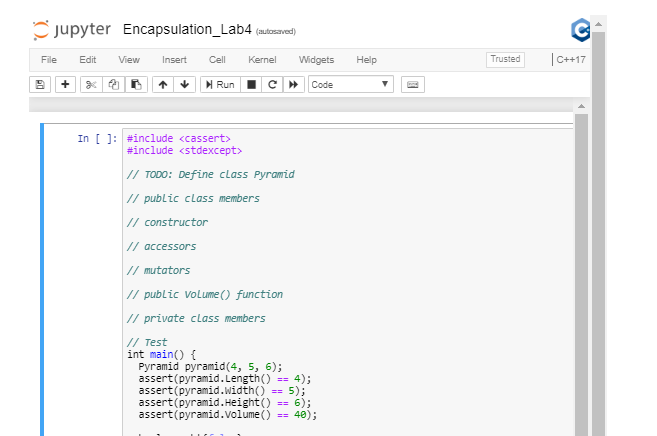 jupyter Encapsulation_Lab4 (autosaved)
File Edit View Insert Cell Kernel Widgets Help Trusted C++17
Run Code
In [ ]: #include <cassert>
#include <stdexcept>
// TODO: Define class Pyramid
// public class members
// constructor
// accessors
// mutators
// public Volume() function
// private class members
// Test
int main() {
Pyramid pyramid(4, 5, 6);
assert(pyramid.Length() == 4);
assert(pyramid.Width() == 5);
assert(pyramid.Height() == 6);
assert(pyramid.Volume() == 40);